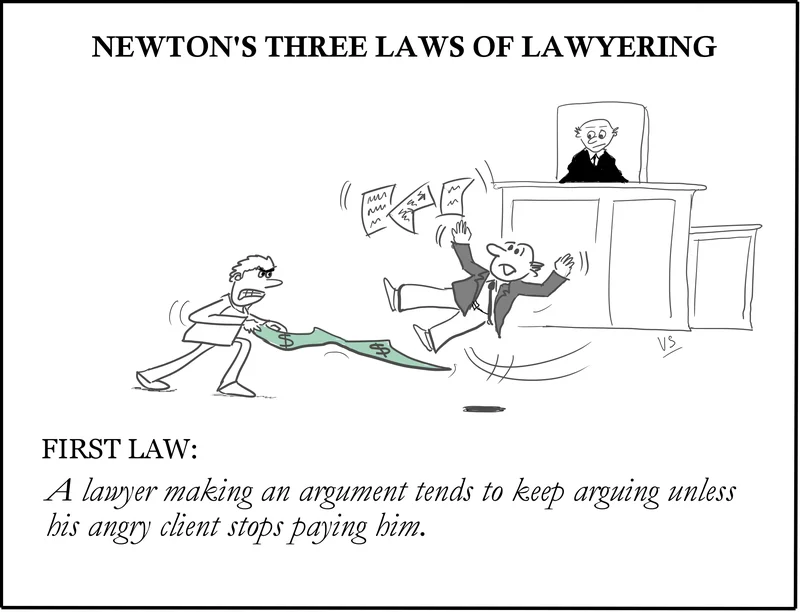 NEWTON'S THREE LAWS OF LAWYERING
$ $
VS
FIRST LAW:
A lawyer making an argument tends to keep arguing unless
his angry client stops paying him.